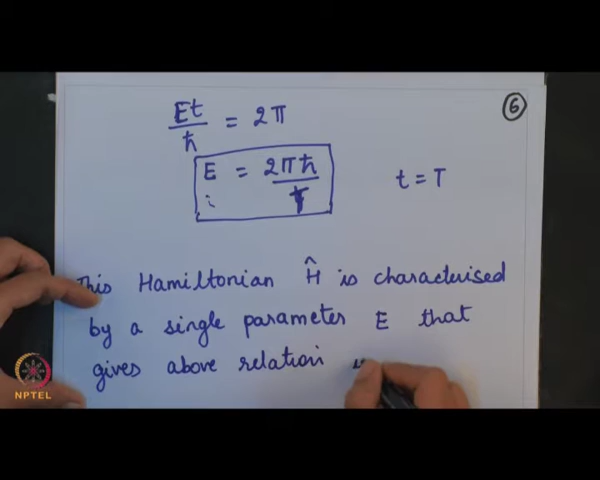 6
Et/ħ = 2π
E = 2πħ/T
t = T
This Hamiltonian Ĥ is characterised
by a single parameter E that
gives above relation
NPTEL